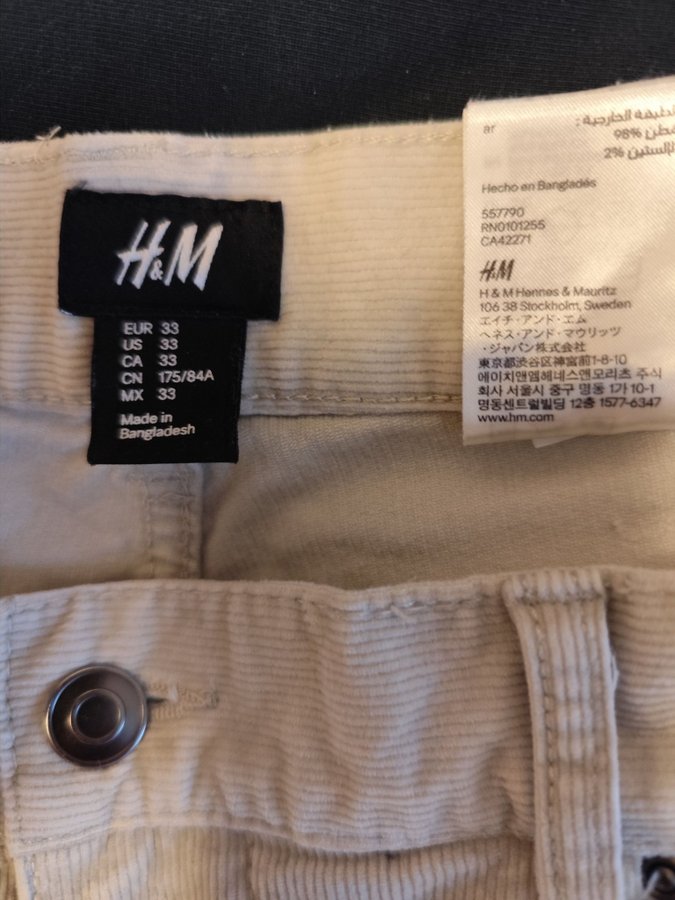 H&M
EUR 33
US 33
CA 33
CN 175/84A
MX 33
Made in
Bangladesh
ar
الطبقة الخارجية :
قطن %98
إلاستين %2
Hecho en Bangladés
557790
RN0101255
CA42271
H&M
H & M Hennes & Mauritz
106 38 Stockholm, Sweden
エイチ・アンド・エム
ヘネス・アンド・マウリッツ
・ジャパン株式会社
東京都渋谷区神宮前1-8-10
에이치앤엠헤네스앤모리츠 주식
회사 서울시 중구 명동 1가 10-1
명동센트럴빌딩 12층 1577-6347
www.hm.com